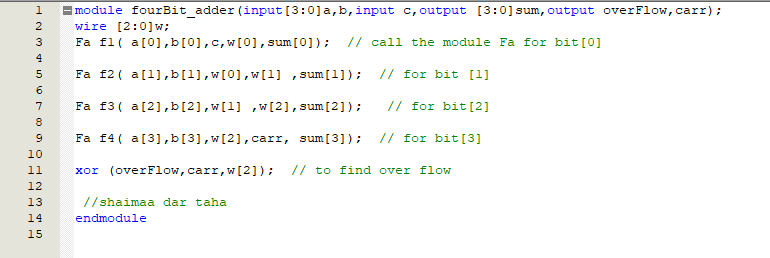 1 module fourBit_adder(input[3:0]a,b,input c,output [3:0]sum,output overFlow,carr);
2 wire [2:0]w;
3 Fa f1( a[0],b[0],c,w[0],sum[0]);  // call the module Fa for bit[0]
4
5 Fa f2( a[1],b[1],w[0],w[1] ,sum[1]);  // for bit [1]
6
7 Fa f3( a[2],b[2],w[1] ,w[2],sum[2]);   // for bit[2]
8
9 Fa f4( a[3],b[3],w[2],carr, sum[3]);  // for bit[3]
10
11 xor (overFlow,carr,w[2]);  // to find over flow
12
13  //shaimaa dar taha
14 endmodule
15